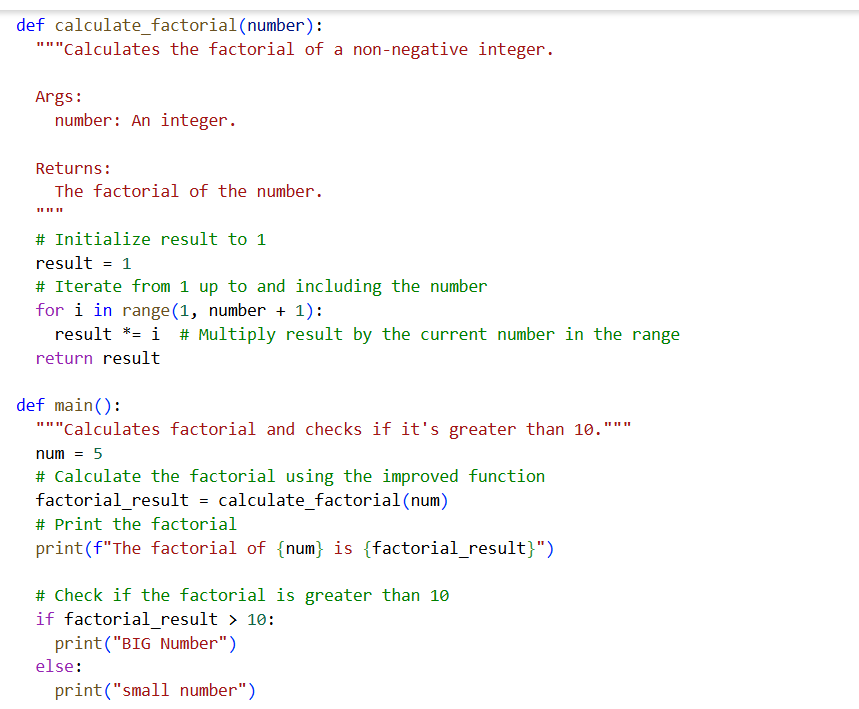 def calculate_factorial(number):
  """Calculates the factorial of a non-negative integer.

  Args:
    number: An integer.

  Returns:
    The factorial of the number.
  """
  # Initialize result to 1
  result = 1
  # Iterate from 1 up to and including the number
  for i in range(1, number + 1):
    result *= i  # Multiply result by the current number in the range
  return result

def main():
  """Calculates factorial and checks if it's greater than 10."""
  num = 5
  # Calculate the factorial using the improved function
  factorial_result = calculate_factorial(num)
  # Print the factorial
  print(f"The factorial of {num} is {factorial_result}")

  # Check if the factorial is greater than 10
  if factorial_result > 10:
    print("BIG Number")
  else:
    print("small number")